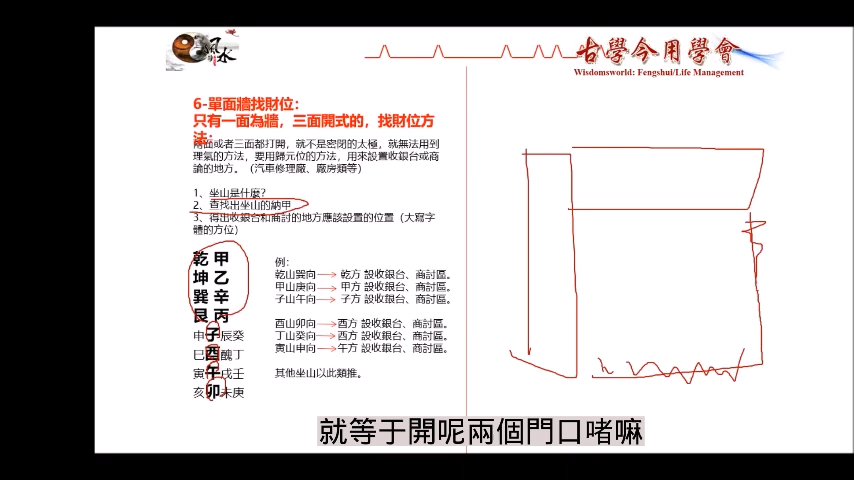 風水
古學今用學會
Wisdomsworld: Fengshui/Life Management
6-單面牆找財位：
只有一面為牆，三面開式的，找財位方
法：
兩面或者三面都打開，就不是密閉的太極，就無法用到
理氣的方法，要用歸元位的方法，用來設置收銀台或商
論的地方。（汽車修理廠、廠房類等）
1、坐山是什麼?
2、查找出坐山的納甲
3、得出收銀台和商討的地方應該設置的位置（大寫字
體的方位）
乾 甲
坤 乙
巽 辛
艮 丙
申子辰癸
巳酉醜丁
寅午戌壬
亥卯未庚
例：
乾山巽向→乾方 設收銀台、商討區。
甲山庚向→甲方 設收銀台、商討區。
子山午向→子方 設收銀台、商討區。
酉山卯向→酉方 設收銀台、商討區。
丁山癸向→酉方 設收銀台、商討區。
寅山申向→午方 設收銀台、商討區。
其他坐山以此類推。
就等于開呢兩個門口啫嘛